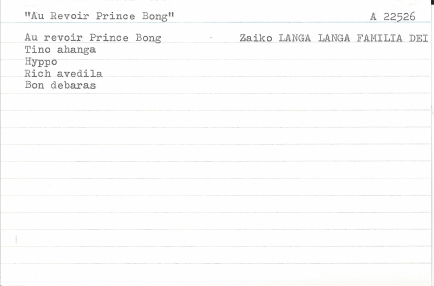 "Au Revoir Prince Bong" A 22526
Au revoir Prince Bong Zaiko LANGA LANGA FAMILIA DEI
Tino ahanga
Hyppo
Rich avedila
Bon debaras